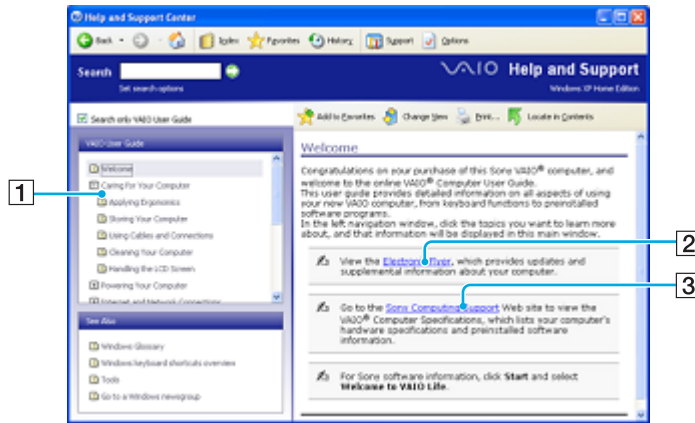 Help and Support Center
Back
Index Favorites History Support Options
Search
VAIO Help and Support
Set search options
Windows XP Home Edition
Search only VAIO User Guide
Add to Favorites Change View Print... Locate in Contents
VAIO User Guide
Welcome
Caring for Your Computer
Applying Ergonomics
Storing Your Computer
Using Cables and Connections
Cleaning Your Computer
Handling the LCD Screen
Powering Your Computer
Internet and Network Connections
See Also
Windows Glossary
Windows keyboard shortcuts overview
Tools
Go to a Windows newsgroup
Welcome
Congratulations on your purchase of this Sony VAIO® computer, and
welcome to the online VAIO® Computer User Guide.
This user guide provides detailed information on all aspects of using
your new VAIO computer, from keyboard functions to preinstalled
software programs.
In the left navigation window, click the topics you want to learn more
about, and that information will be displayed in this main window.
View the Electronic Flyer, which provides updates and
supplemental information about your computer.
Go to the Sony Computing Support Web site to view the
VAIO® Computer Specifications, which lists your computer's
hardware specifications and preinstalled software
information.
For Sony software information, click Start and select
Welcome to VAIO Life.
1
2
3